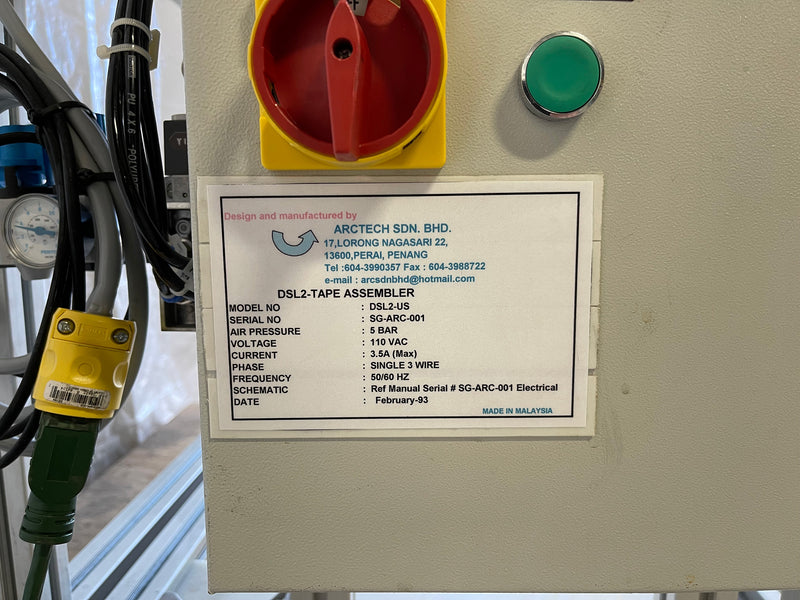 PU 4 X 6
Design and manufactured by
ARCTECH SDN. BHD.
17,LORONG NAGASARI 22,
13600,PERAI, PENANG
Tel :604-3990357 Fax : 604-3988722
e-mail : arcsdnbhd@hotmail.com
DSL2-TAPE ASSEMBLER
MODEL NO : DSL2-US
SERIAL NO : SG-ARC-001
AIR PRESSURE : 5 BAR
VOLTAGE : 110 VAC
CURRENT : 3.5A (Max)
PHASE : SINGLE 3 WIRE
FREQUENCY : 50/60 HZ
SCHEMATIC : Ref Manual Serial # SG-ARC-001 Electrical
DATE : February-93
MADE IN MALAYSIA